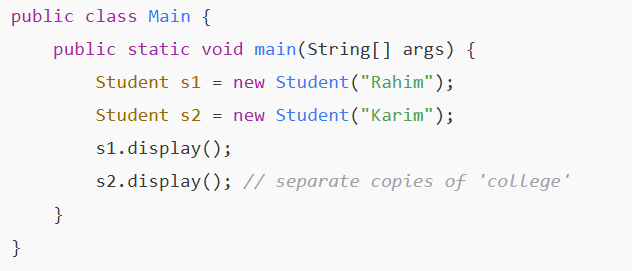 public class Main {
    public static void main(String[] args) {
        Student s1 = new Student("Rahim");
        Student s2 = new Student("Karim");
        s1.display();
        s2.display(); // separate copies of 'college'
    }
}